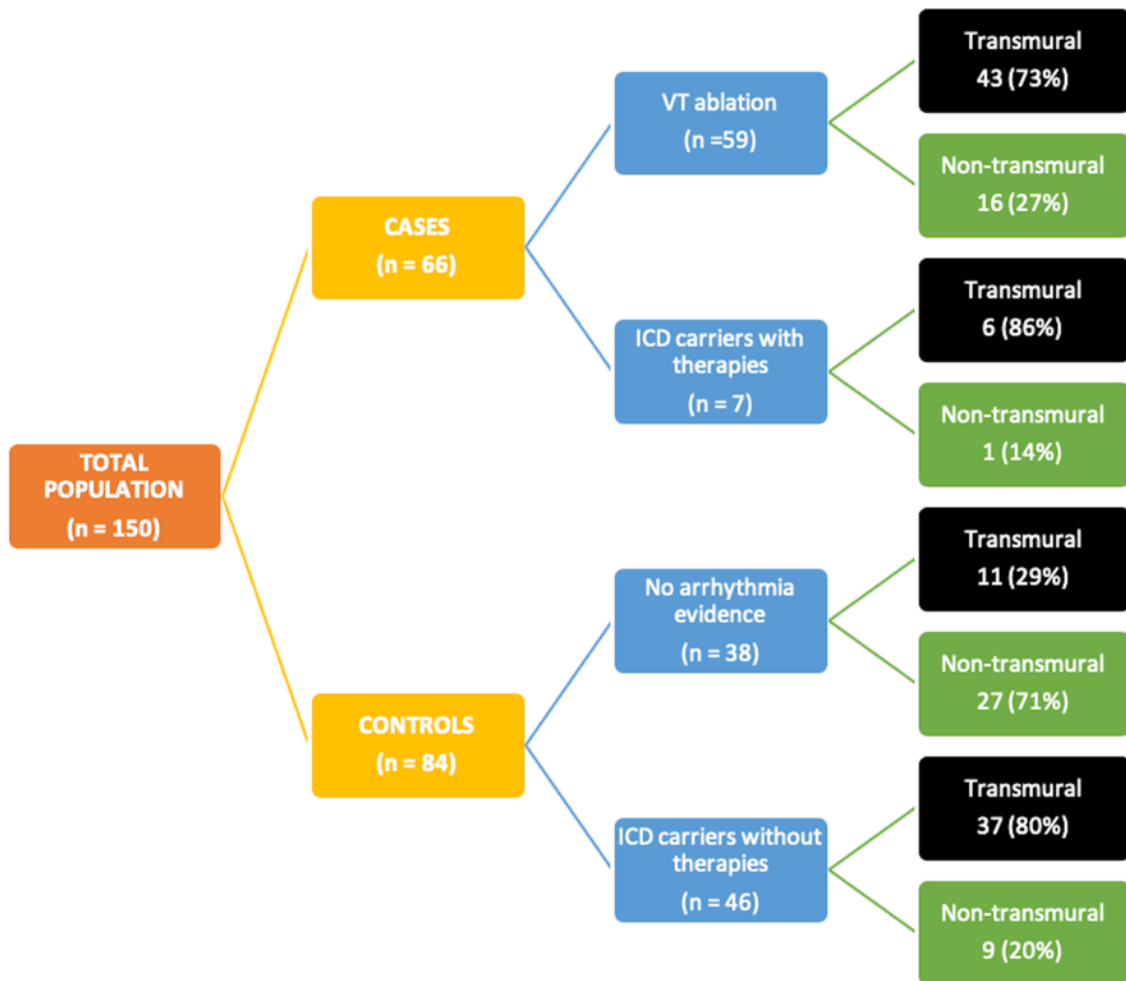 TOTAL
POPULATION
(n = 150)
CASES
(n = 66)
CONTROLS
(n = 84)
VT ablation
(n =59)
ICD carriers with
therapies
(n = 7)
No arrhythmia
evidence
(n = 38)
ICD carriers without
therapies
(n = 46)
Transmural
43 (73%)
Non-transmural
16 (27%)
Transmural
6 (86%)
Non-transmural
1 (14%)
Transmural
11 (29%)
Non-transmural
27 (71%)
Transmural
37 (80%)
Non-transmural
9 (20%)